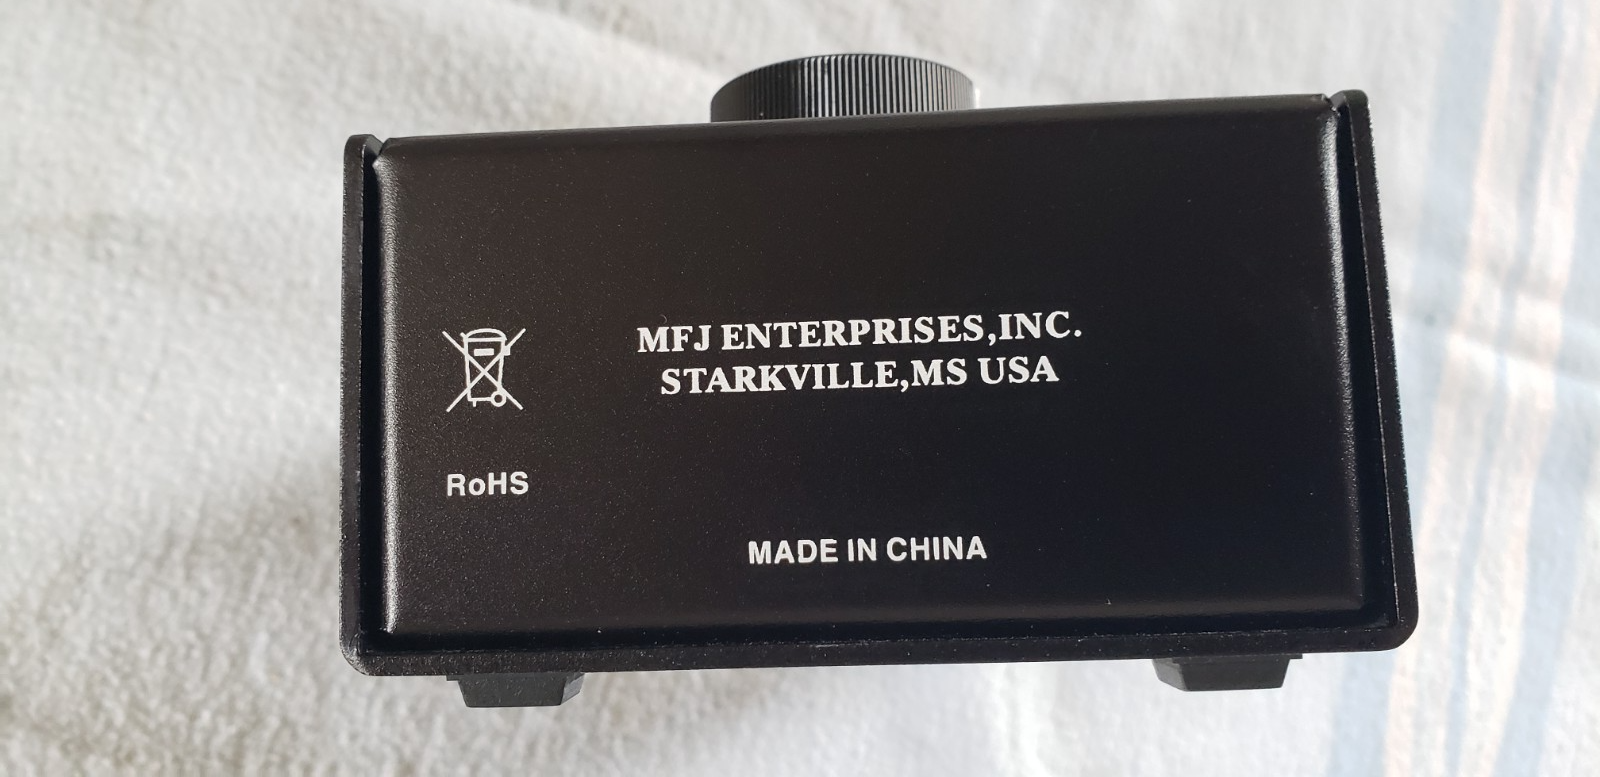 MFJ ENTERPRISES,INC.
STARKVILLE,MS USA
RoHS
MADE IN CHINA